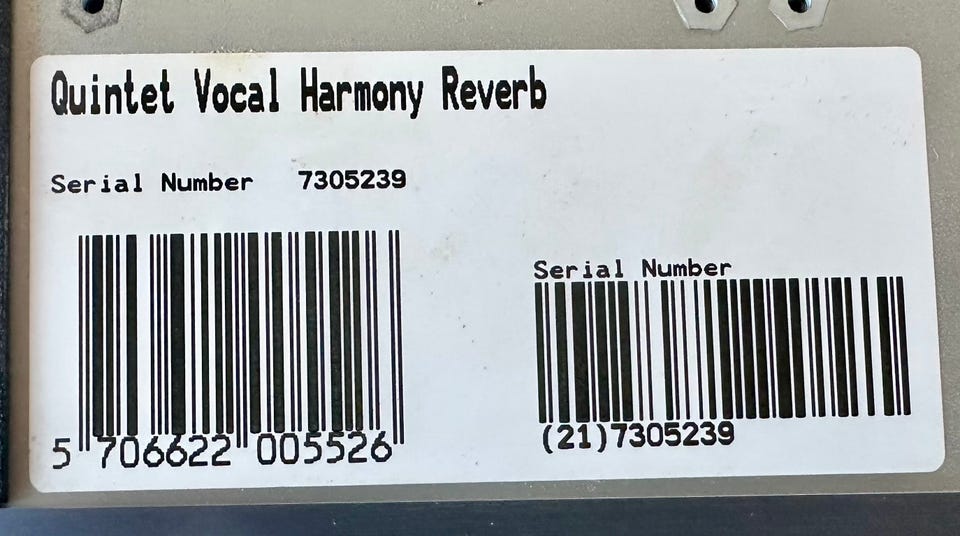 Quintet Vocal Harmony Reverb
Serial Number 7305239
5 706622 005526
Serial Number
(21)7305239